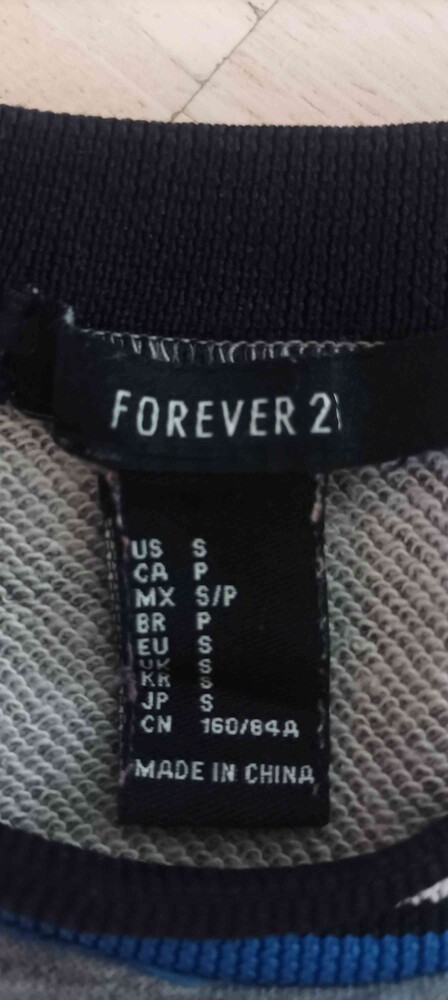 FOREVER 21
US S
CA P
MX S/P
BR P
EU S
UK S
KR S
JP S
CN 160/84A
MADE IN CHINA